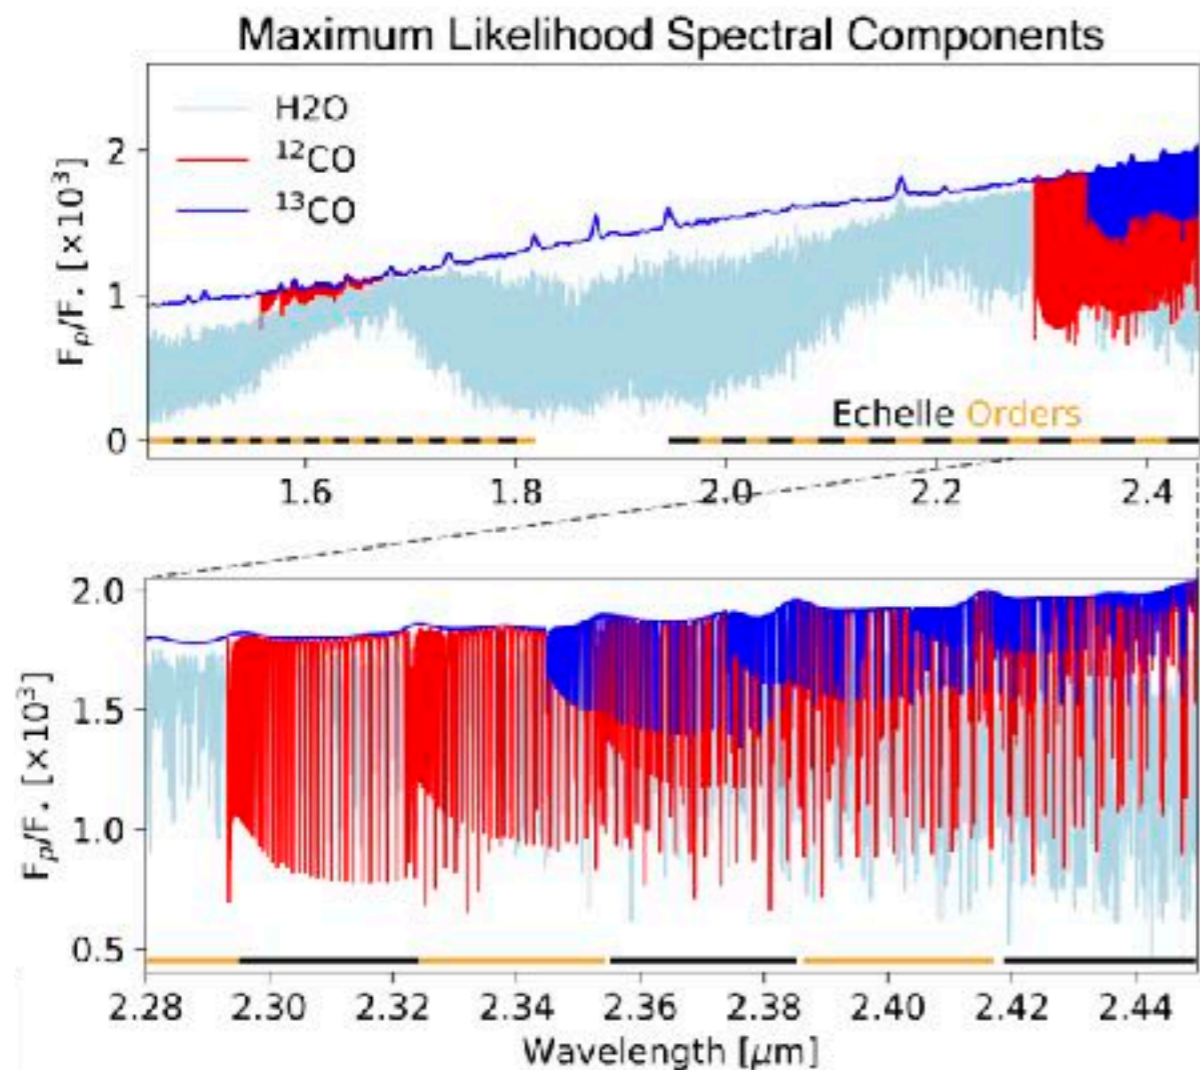 Maximum Likelihood Spectral Components
H2O
¹²CO
¹³CO
Fₚ/F. [×10³]
2
1
0
Echelle Orders
1.6 1.8 2.0 2.2 2.4
Fₚ/F. [×10³]
2.0
1.5
1.0
0.5
2.28 2.30 2.32 2.34 2.36 2.38 2.40 2.42 2.44
Wavelength [μm]